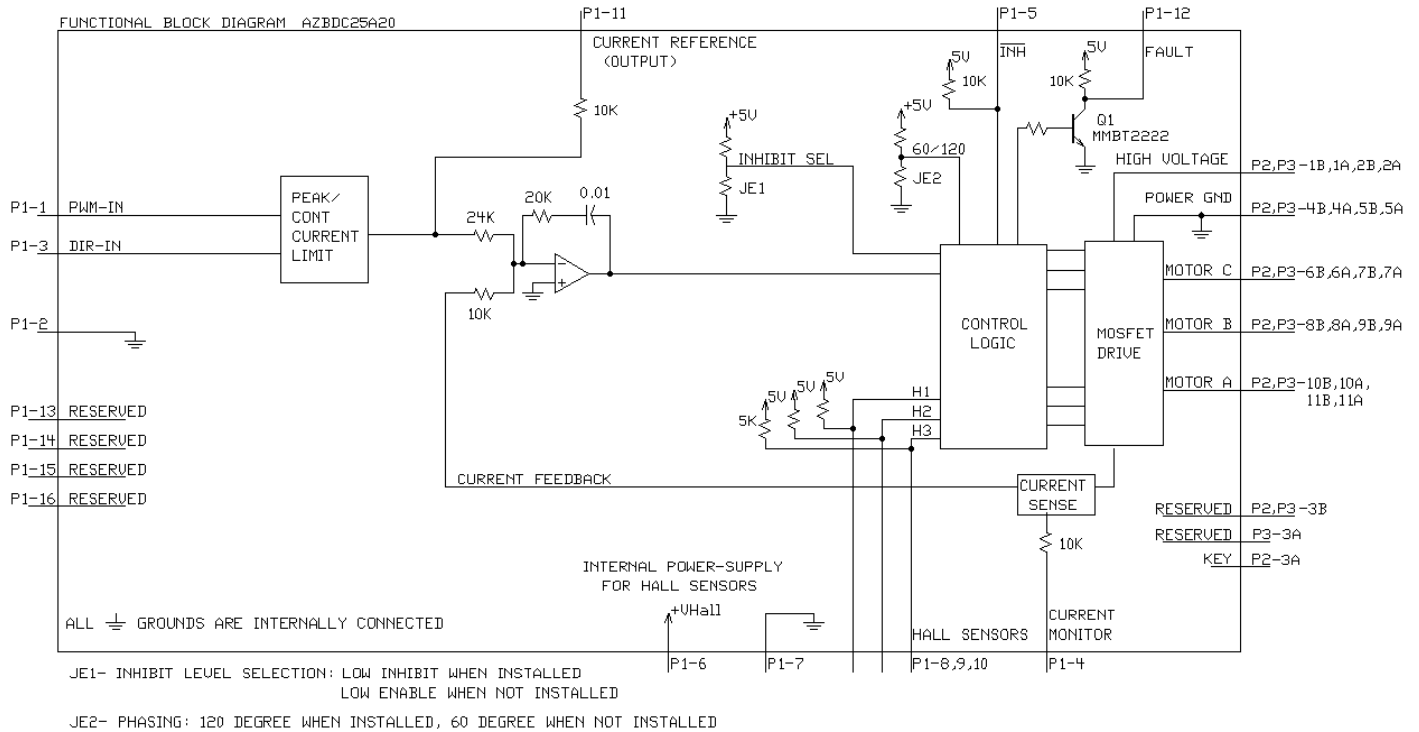 FUNCTIONAL BLOCK DIAGRAM AZBDC25A20
P1-11
P1-5
P1-12
CURRENT REFERENCE
(OUTPUT)
INH
FAULT
5V
10K
5V
10K
10K
+5V
+5V
Q1
MMBT2222
INHIBIT SEL
60/120
JE1
JE2
HIGH VOLTAGE
P2,P3-1B,1A,2B,2A
POWER GND
P2,P3-4B,4A,5B,5A
P1-1
PWM-IN
P1-3
DIR-IN
PEAK/
CONT
CURRENT
LIMIT
24K
20K
0.01
-
+
10K
P1-2
CONTROL
LOGIC
MOSFET
DRIVE
MOTOR C
P2,P3-6B,6A,7B,7A
MOTOR B
P2,P3-8B,8A,9B,9A
MOTOR A
P2,P3-10B,10A,
11B,11A
5V
5V
5V
5K
H1
H2
H3
P1-13 RESERVED
P1-14 RESERVED
P1-15 RESERVED
P1-16 RESERVED
CURRENT FEEDBACK
CURRENT
SENSE
10K
RESERVED
P2,P3-3B
RESERVED
P3-3A
KEY
P2-3A
INTERNAL POWER-SUPPLY
FOR HALL SENSORS
+VHall
ALL GROUNDS ARE INTERNALLY CONNECTED
HALL SENSORS
CURRENT
MONITOR
P1-6
P1-7
P1-8,9,10
P1-4
JE1- INHIBIT LEVEL SELECTION: LOW INHIBIT WHEN INSTALLED
LOW ENABLE WHEN NOT INSTALLED
JE2- PHASING: 120 DEGREE WHEN INSTALLED, 60 DEGREE WHEN NOT INSTALLED